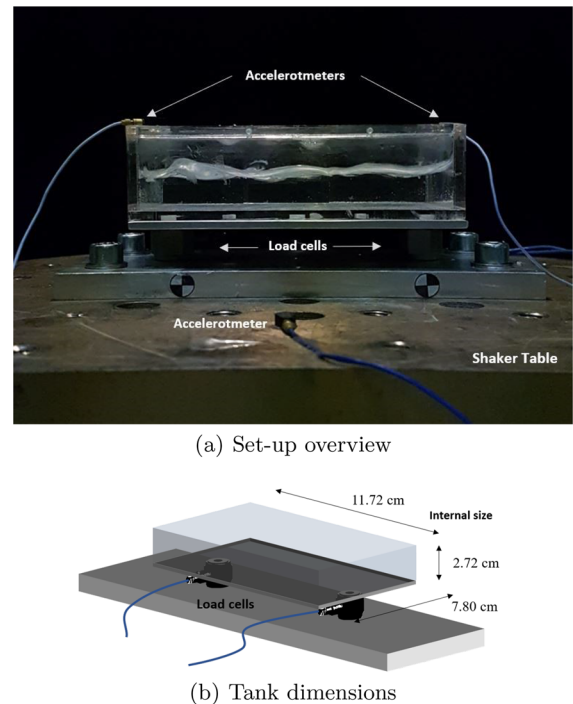 Accelerotmeters
Load cells
Accelerotmeter
Shaker Table
(a) Set-up overview
11.72 cm
Internal size
2.72 cm
7.80 cm
Load cells
(b) Tank dimensions